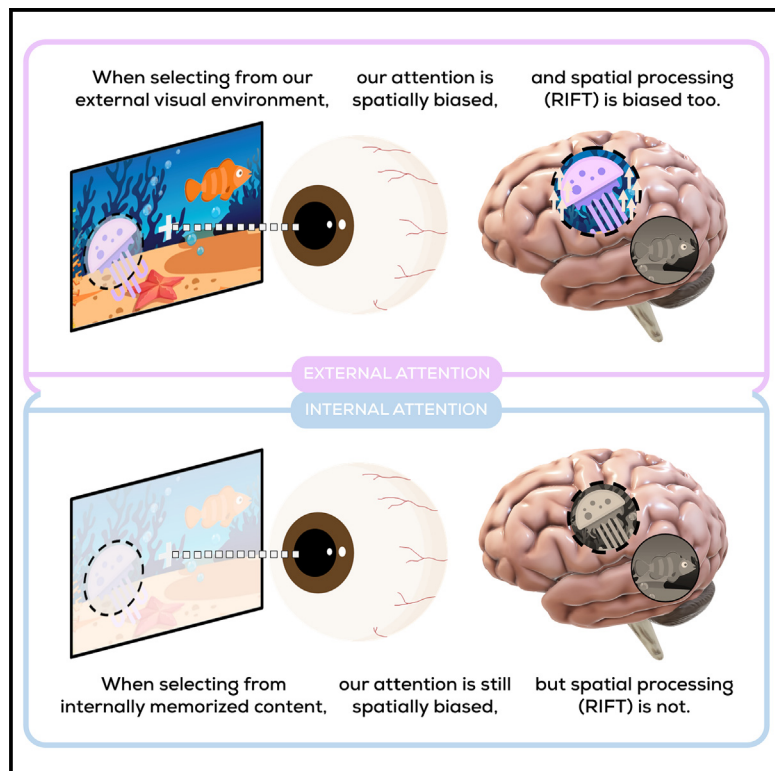 When selecting from our
external visual environment,
our attention is
spatially biased,
and spatial processing
(RIFT) is biased too.
EXTERNAL ATTENTION
INTERNAL ATTENTION
When selecting from
internally memorized content,
our attention is still
spatially biased,
but spatial processing
(RIFT) is not.